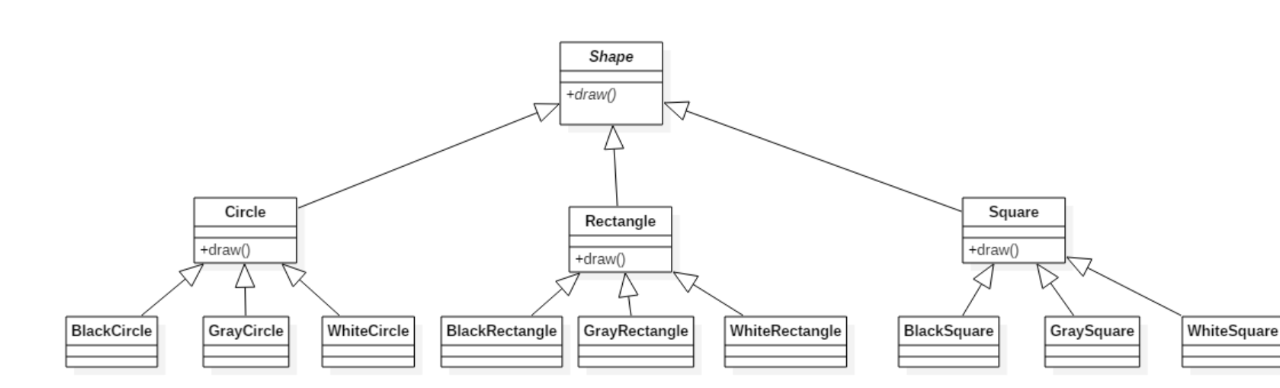 Shape
+draw()
Circle
+draw()
Rectangle
+draw()
Square
+draw()
BlackCircle
GrayCircle
WhiteCircle
BlackRectangle
GrayRectangle
WhiteRectangle
BlackSquare
GraySquare
WhiteSquare